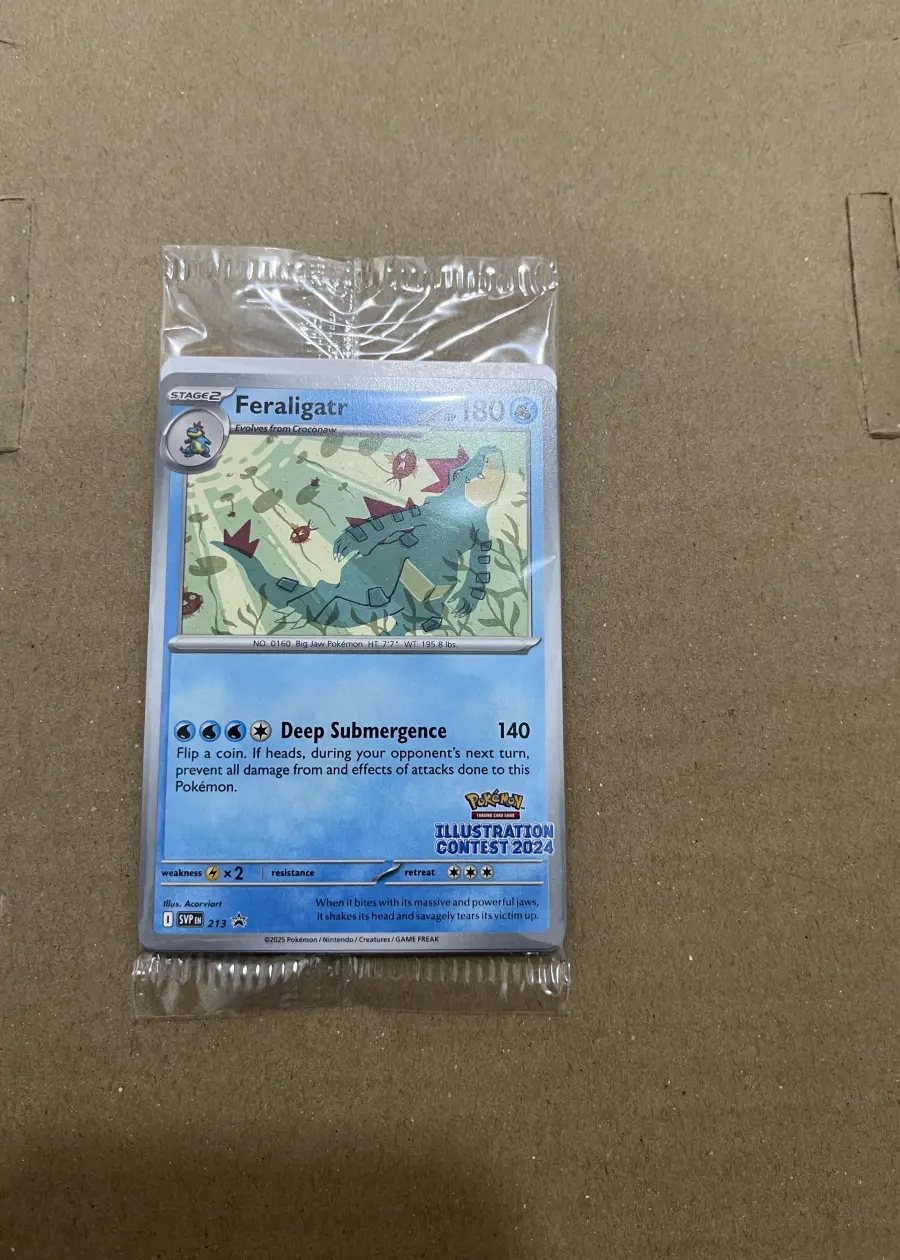 STAGE2
Feraligatr
HP 180
Evolves from Croconaw
NO. 0160 Big Jaw Pokémon HT: 7'7" WT: 195.8 lbs.
Deep Submergence 140
Flip a coin. If heads, during your opponent's next turn,
prevent all damage from and effects of attacks done to this
Pokémon.
POKÉMON
TRADING CARD GAME
ILLUSTRATION
CONTEST 2024
weakness ×2 resistance retreat
Illus. Acorviart
When it bites with its massive and powerful jaws,
it shakes its head and savagely tears its victim up.
I SVP EN 213
©2025 Pokémon / Nintendo / Creatures / GAME FREAK